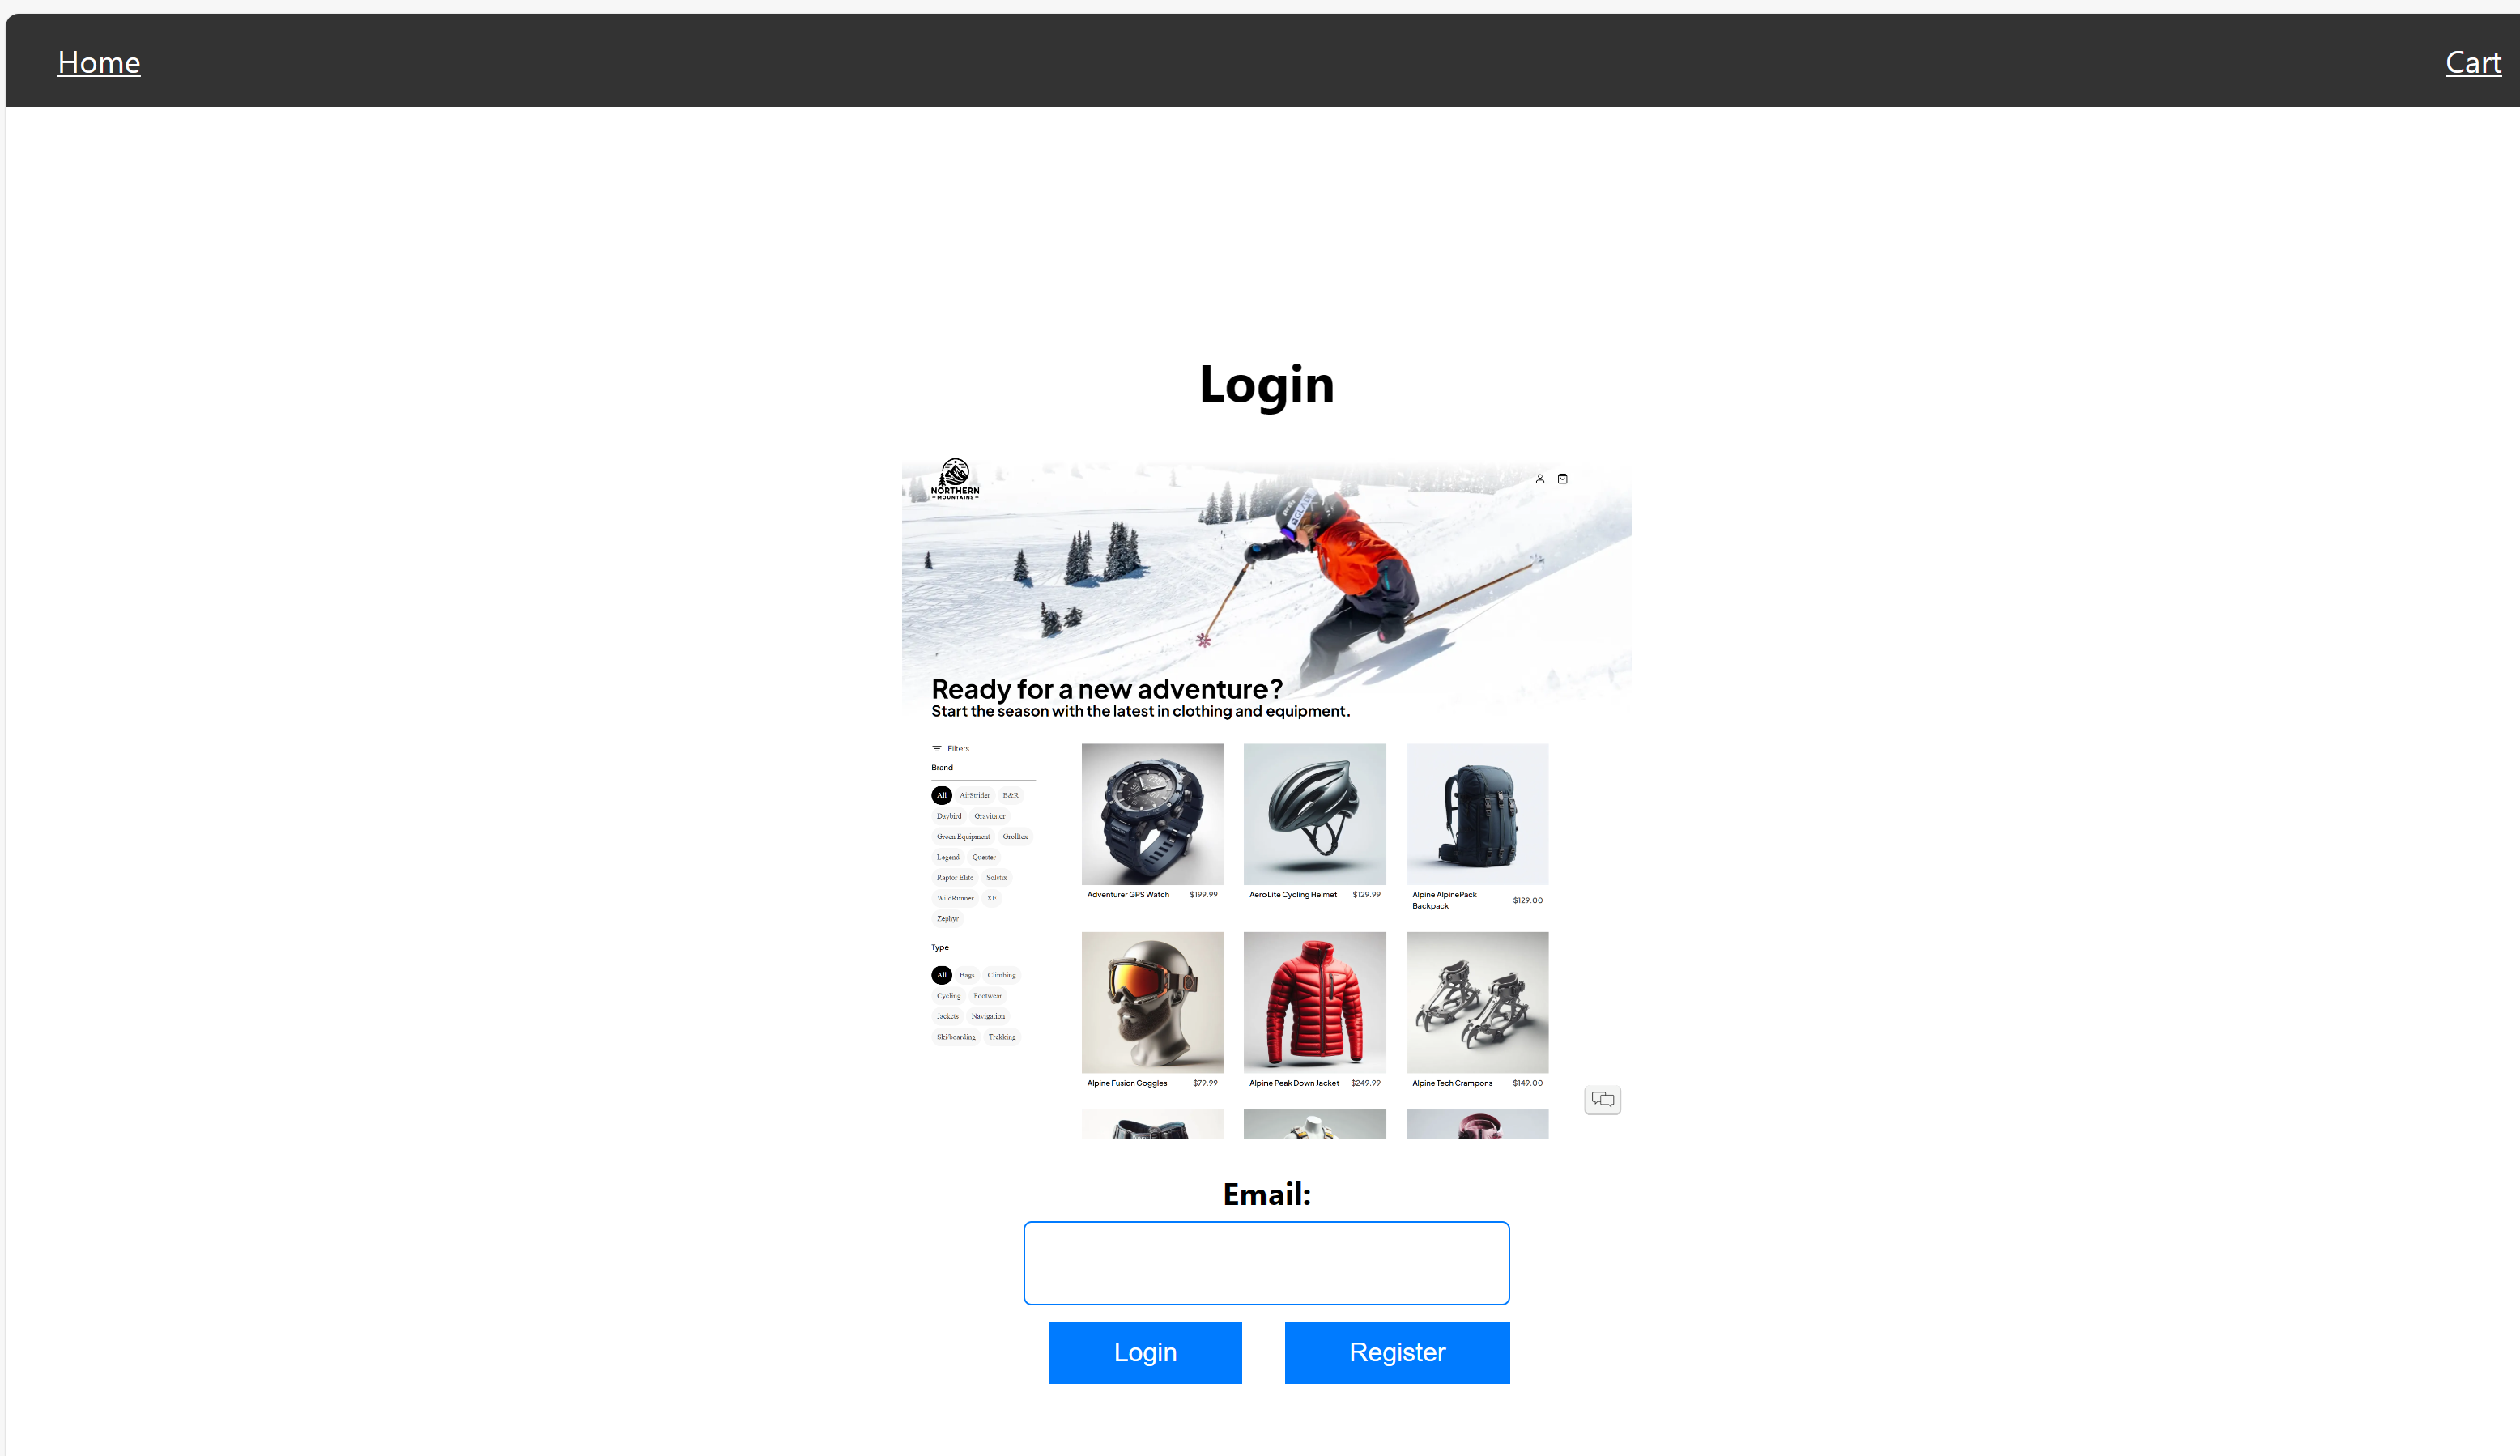 Home
Cart
Login
NORTHERN
MOUNTAINS
GLADE
Ready for a new adventure?
Start the season with the latest in clothing and equipment.
Filters
Brand
All AirStrider B&R
Daybird Gravitator
Green Equipment Grolltex
Legend Quester
Raptor Elite Solstix
WildRunner XE
Zephyr
Type
All Bags Climbing
Cycling Footwear
Jackets Navigation
Ski/boarding Trekking
Adventurer GPS Watch $199.99
AeroLite Cycling Helmet $129.99
Alpine AlpinePack
Backpack
$129.00
Alpine Fusion Goggles $79.99
Alpine Peak Down Jacket $249.99
Alpine Tech Crampons $149.00
Email:
Login
Register